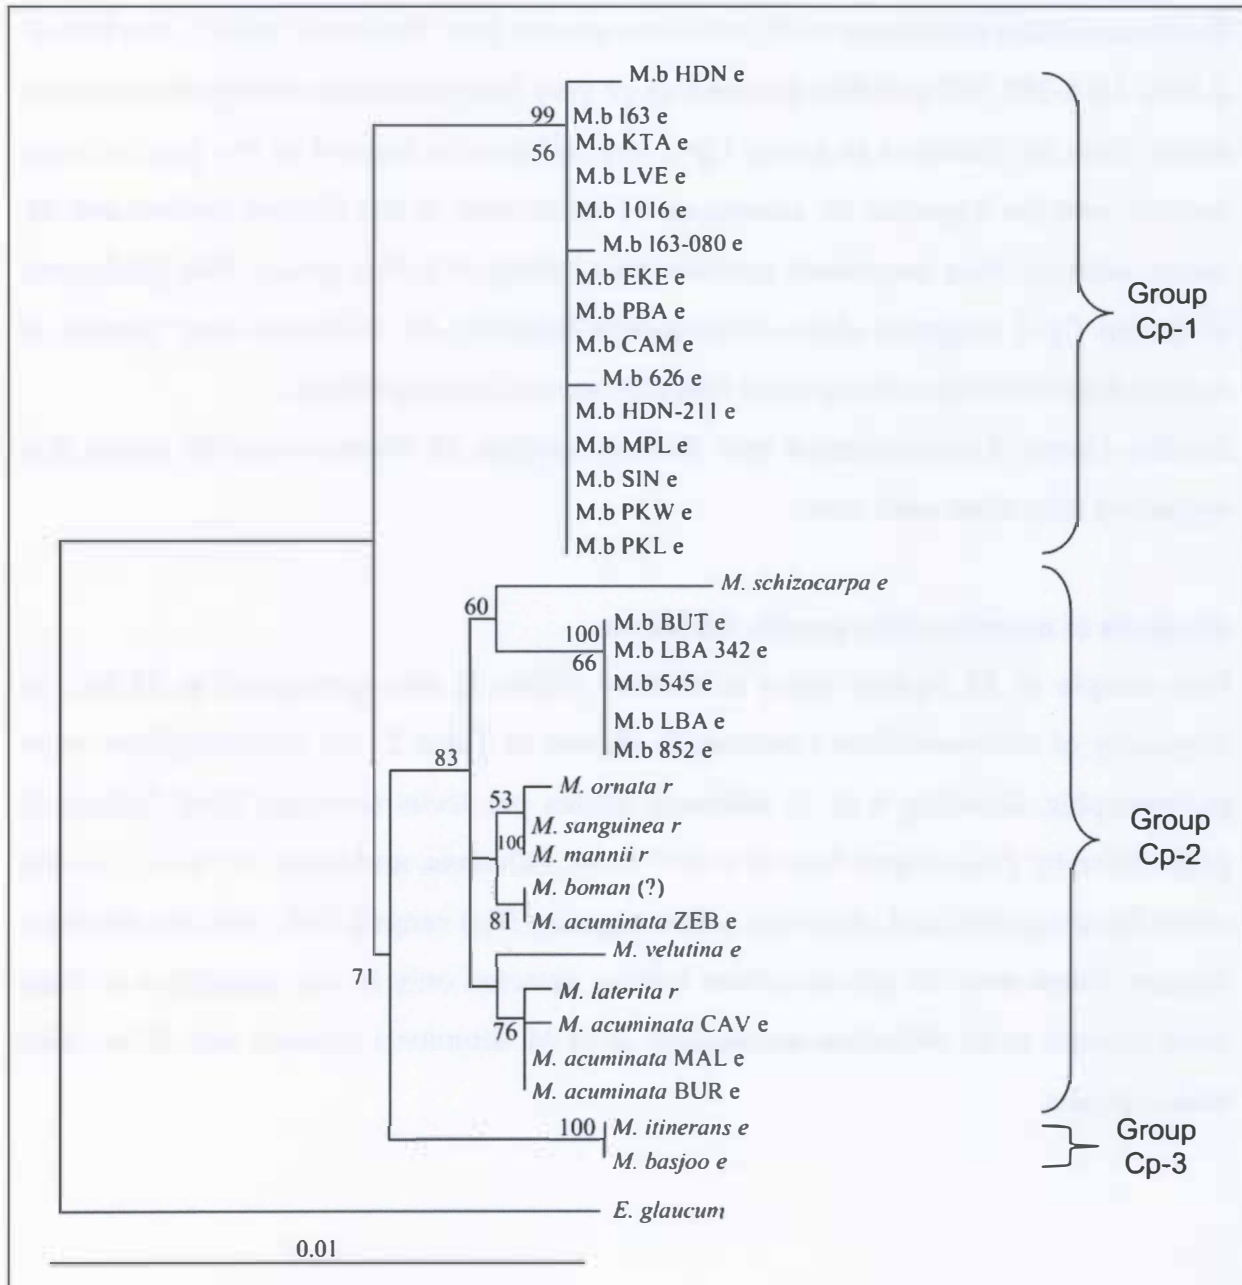 M.b HDN e
99
M.b 163 e
M.b KTA e
56
M.b LVE e
M.b 1016 e
M.b 163-080 e
M.b EKE e
M.b PBA e
M.b CAM e
M.b 626 e
M.b HDN-211 e
M.b MPL e
M.b SIN e
M.b PKW e
M.b PKL e
Group
Cp-1
M. schizocarpa e
60
M.b BUT e
100
M.b LBA 342 e
66
M.b 545 e
M.b LBA e
M.b 852 e
83
M. ornata r
53
M. sanguinea r
100
M. mannii r
M. boman (?)
81
M. acuminata ZEB e
M. velutina e
71
M. laterita r
M. acuminata CAV e
76
M. acuminata MAL e
M. acuminata BUR e
Group
Cp-2
100
M. itinerans e
M. basjoo e
Group
Cp-3
E. glaucum
0.01